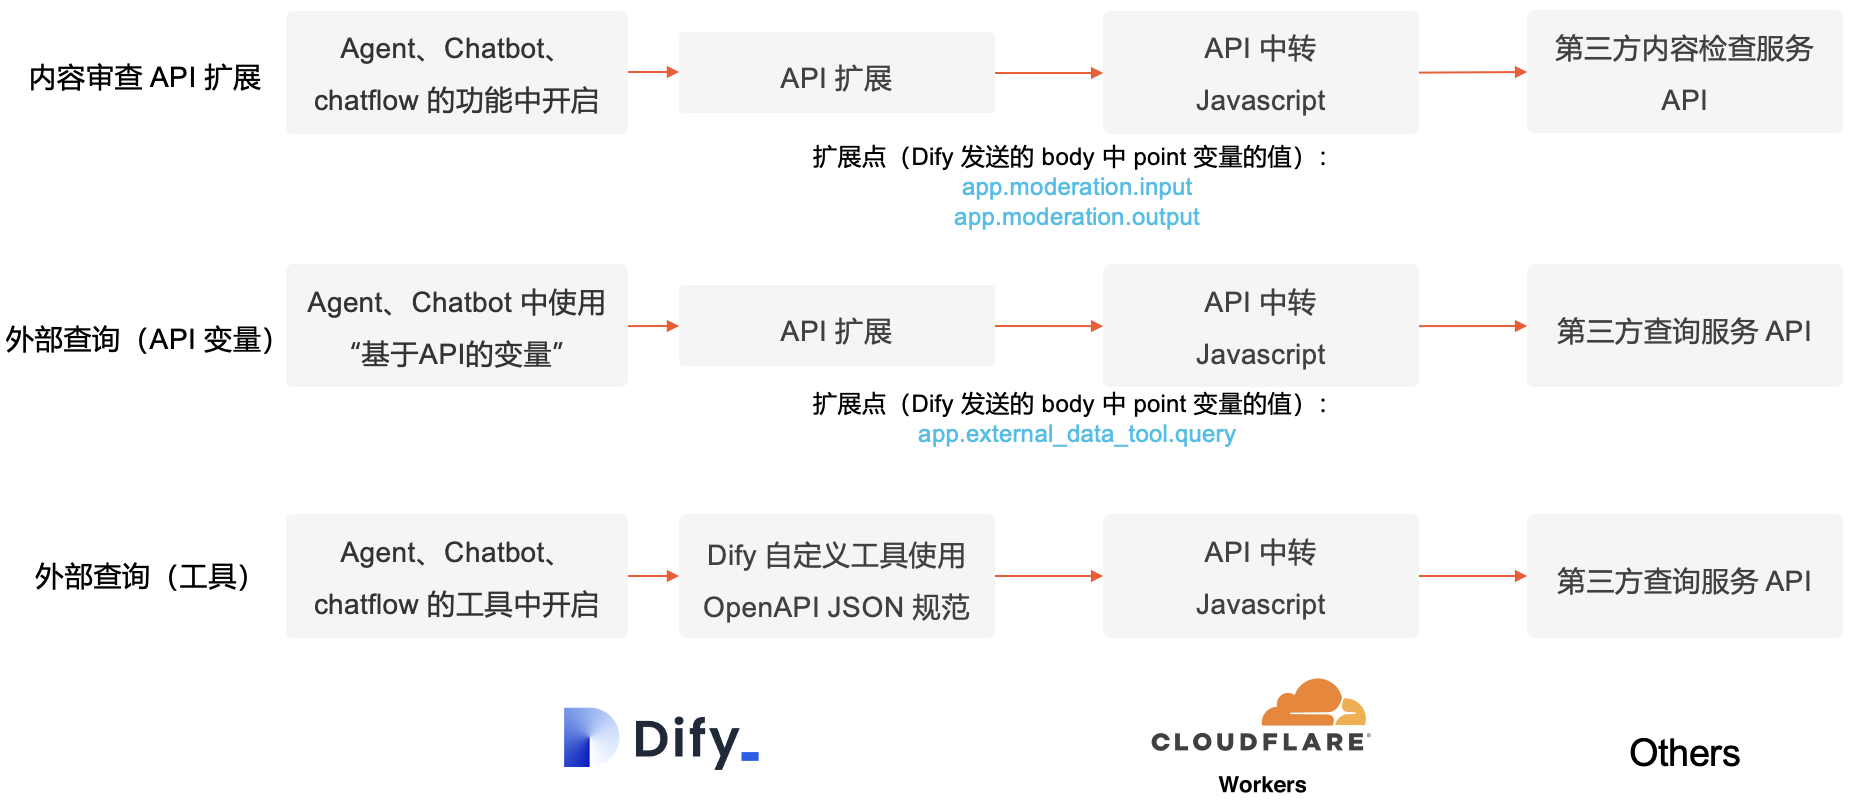 内容审查 API 扩展
Agent、Chatbot、
chatflow 的功能中开启
API 扩展
API 中转
Javascript
第三方内容检查服务
API
扩展点（Dify 发送的 body 中 point 变量的值）:
app.moderation.input
app.moderation.output
外部查询（API 变量）
Agent、Chatbot 中使用
“基于API的变量”
API 扩展
API 中转
Javascript
第三方查询服务 API
扩展点（Dify 发送的 body 中 point 变量的值）:
app.external_data_tool.query
外部查询（工具）
Agent、Chatbot、
chatflow 的工具中开启
Dify 自定义工具使用
OpenAPI JSON 规范
API 中转
Javascript
第三方查询服务 API
Dify_
CLOUDFLARE®
Workers
Others